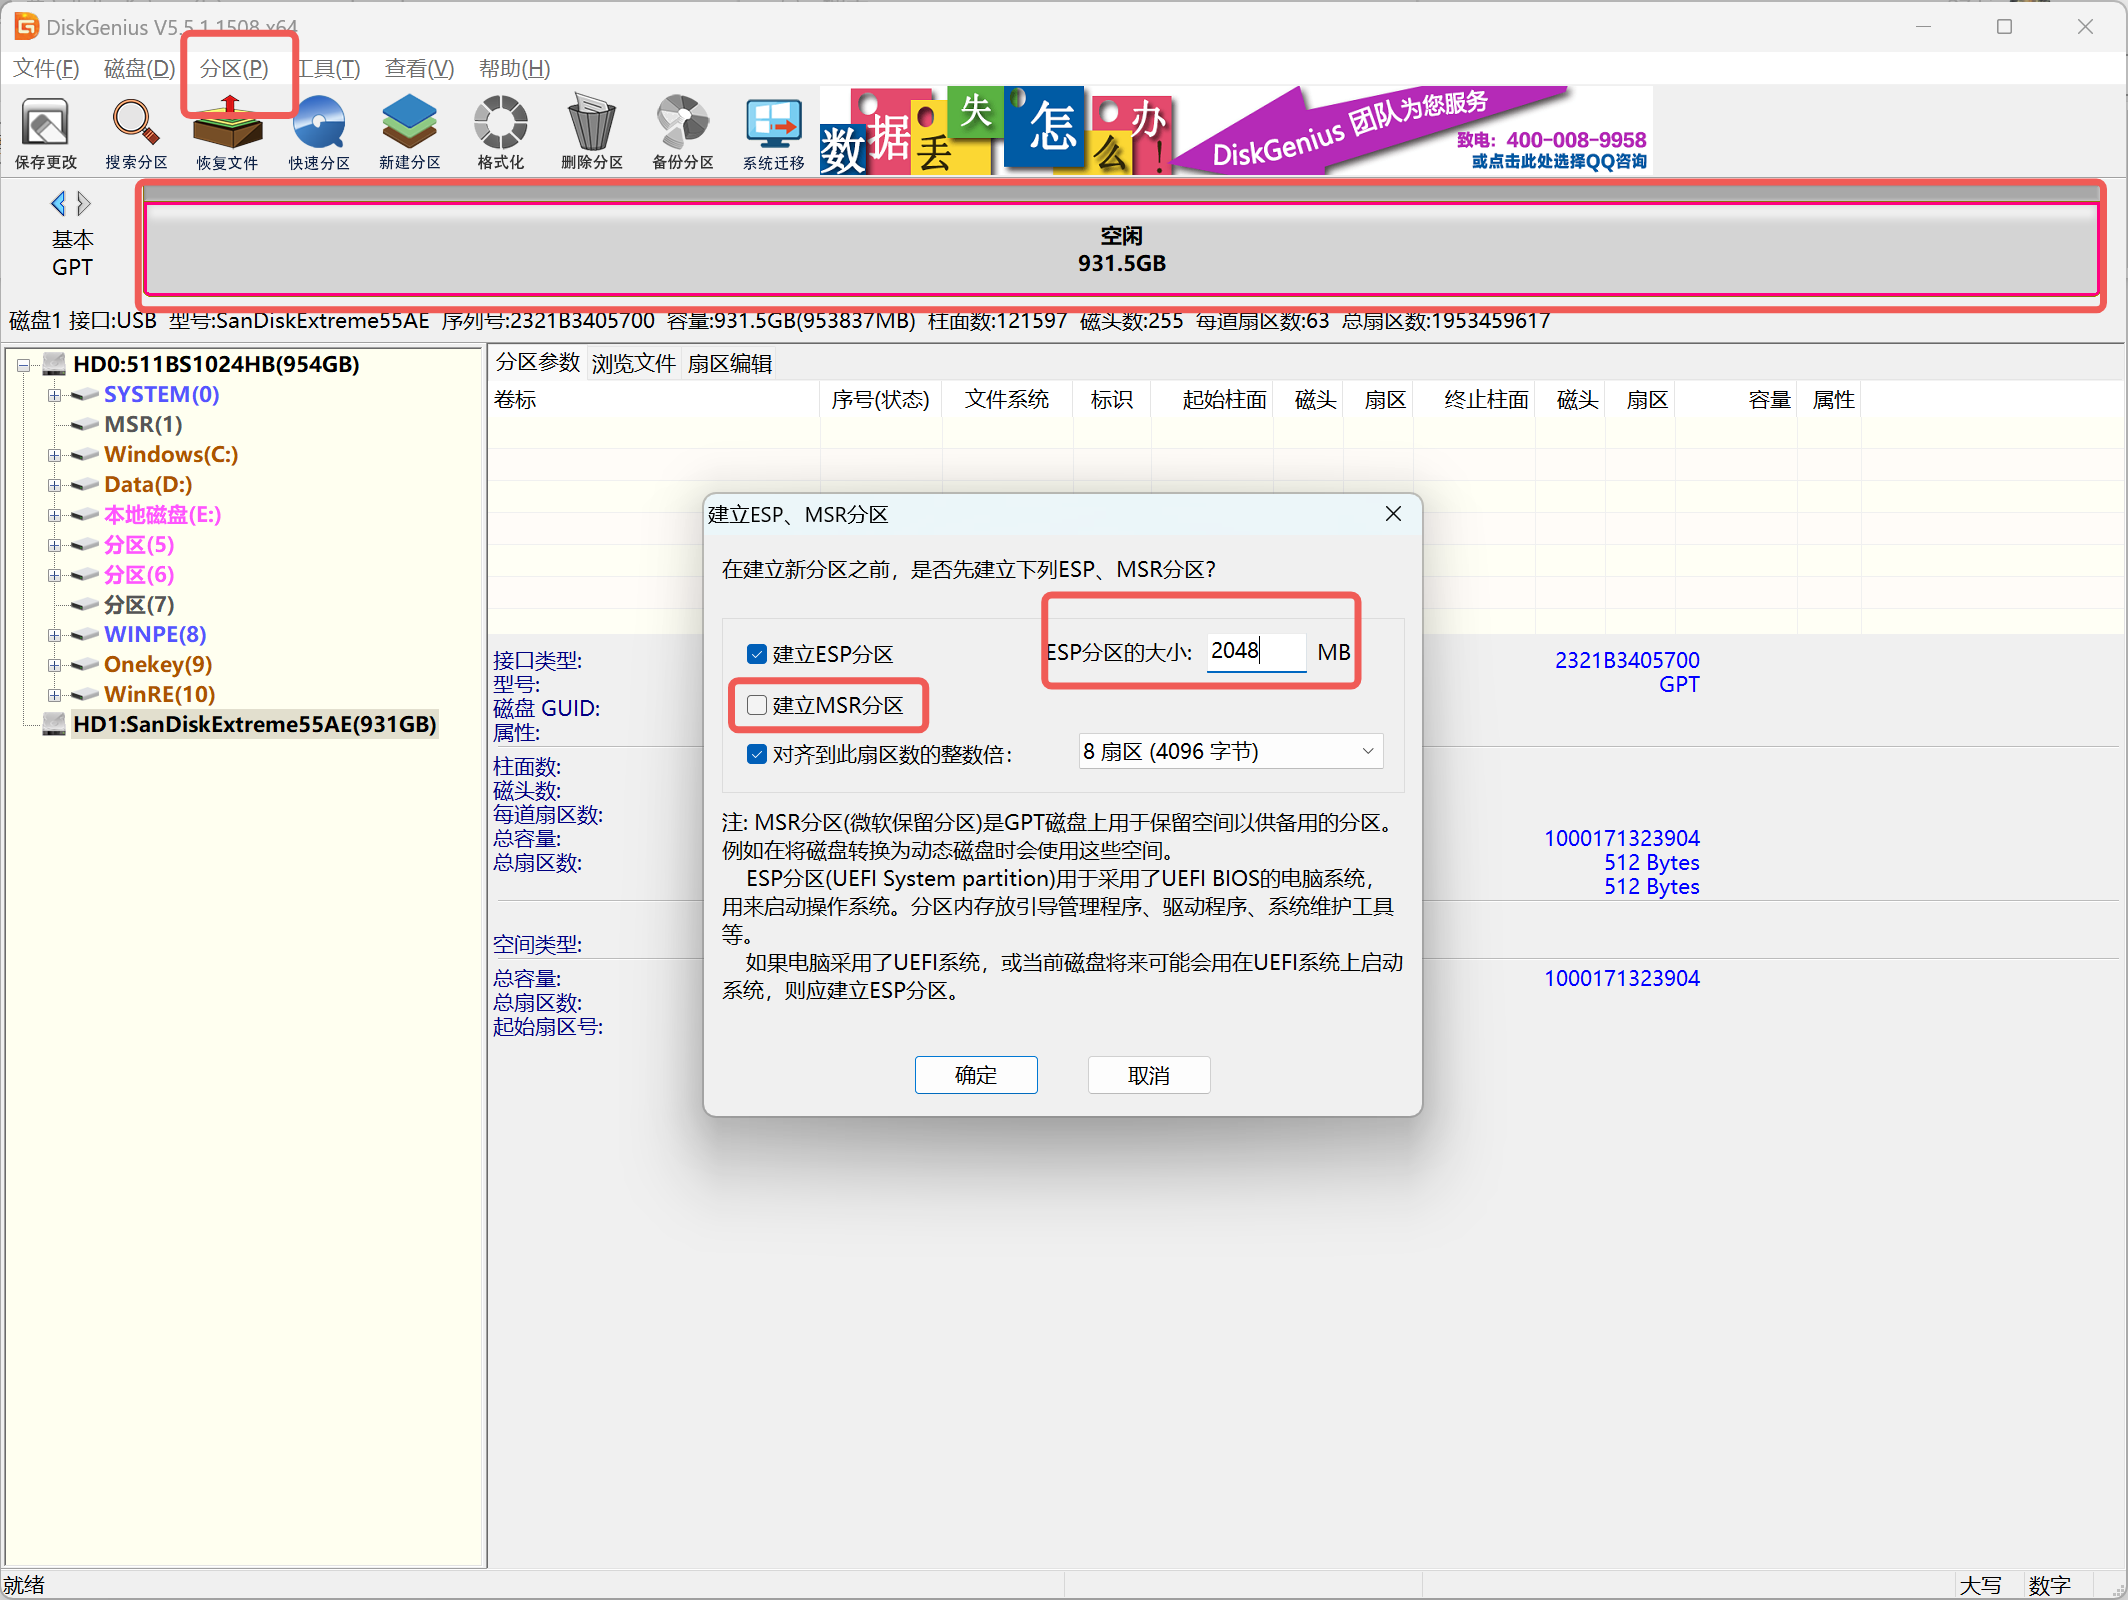 DiskGenius V5.5.1.1508 x64
文件(F) 磁盘(D) 分区(P) 工具(T) 查看(V) 帮助(H)
保存更改 搜索分区 恢复文件 快速分区 新建分区 格式化 删除分区 备份分区 系统迁移
数据丢失怎么办!
DiskGenius 团队为您服务
致电：400-008-9958
或点击此处选择QQ咨询
基本
GPT
空闲
931.5GB
磁盘1 接口:USB 型号:SanDiskExtreme55AE 序列号:2321B3405700 容量:931.5GB(953837MB) 柱面数:121597 磁头数:255 每道扇区数:63 总扇区数:1953459617
HD0:511BS1024HB(954GB)
SYSTEM(0)
MSR(1)
Windows(C:)
Data(D:)
本地磁盘(E:)
分区(5)
分区(6)
分区(7)
WINPE(8)
Onekey(9)
WinRE(10)
HD1:SanDiskExtreme55AE(931GB)
分区参数 浏览文件 扇区编辑
卷标 序号(状态) 文件系统 标识 起始柱面 磁头 扇区 终止柱面 磁头 扇区 容量 属性
接口类型: 2321B3405700
型号: GPT
磁盘 GUID:
属性:
柱面数:
磁头数:
每道扇区数:
总容量: 1000171323904
总扇区数: 512 Bytes
512 Bytes
空间类型:
总容量: 1000171323904
总扇区数:
起始扇区号:
建立ESP、MSR分区
在建立新分区之前，是否先建立下列ESP、MSR分区?
建立ESP分区 ESP分区的大小: 2048 MB
建立MSR分区
对齐到此扇区数的整数倍: 8 扇区 (4096 字节)
注: MSR分区(微软保留分区)是GPT磁盘上用于保留空间以供备用的分区。
例如在将磁盘转换为动态磁盘时会使用这些空间。
ESP分区(UEFI System partition)用于采用了UEFI BIOS的电脑系统，
用来启动操作系统。分区内存放引导管理程序、驱动程序、系统维护工具
等。
如果电脑采用了UEFI系统，或当前磁盘将来可能会用在UEFI系统上启动
系统，则应建立ESP分区。
确定 取消
就绪 大写 数字